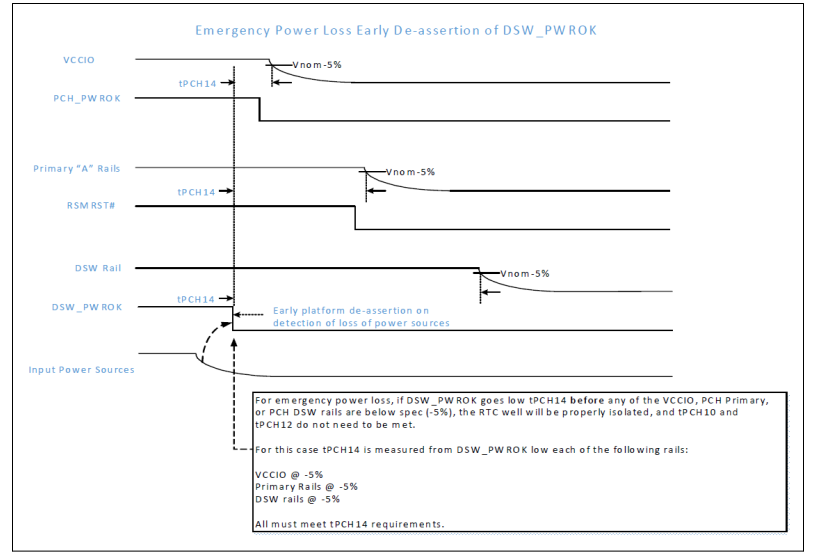 Emergency Power Loss Early De-assertion of DSW_PWROK
VCCIO
Vnom-5%
tPCH14
PCH_PWROK
Primary "A" Rails
Vnom-5%
tPCH14
RSMRST#
DSW Rail
Vnom-5%
tPCH14
DSW_PWROK
Early platform de-assertion on
detection of loss of power sources
Input Power Sources
For emergency power loss, if DSW_PWROK goes low tPCH14 before any of the VCCIO, PCH Primary,
or PCH DSW rails are below spec (-5%), the RTC well will be properly isolated, and tPCH10 and
tPCH12 do not need to be met.
For this case tPCH14 is measured from DSW_PWROK low each of the following rails:
VCCIO @ -5%
Primary Rails @ -5%
DSW rails @ -5%
All must meet tPCH14 requirements.